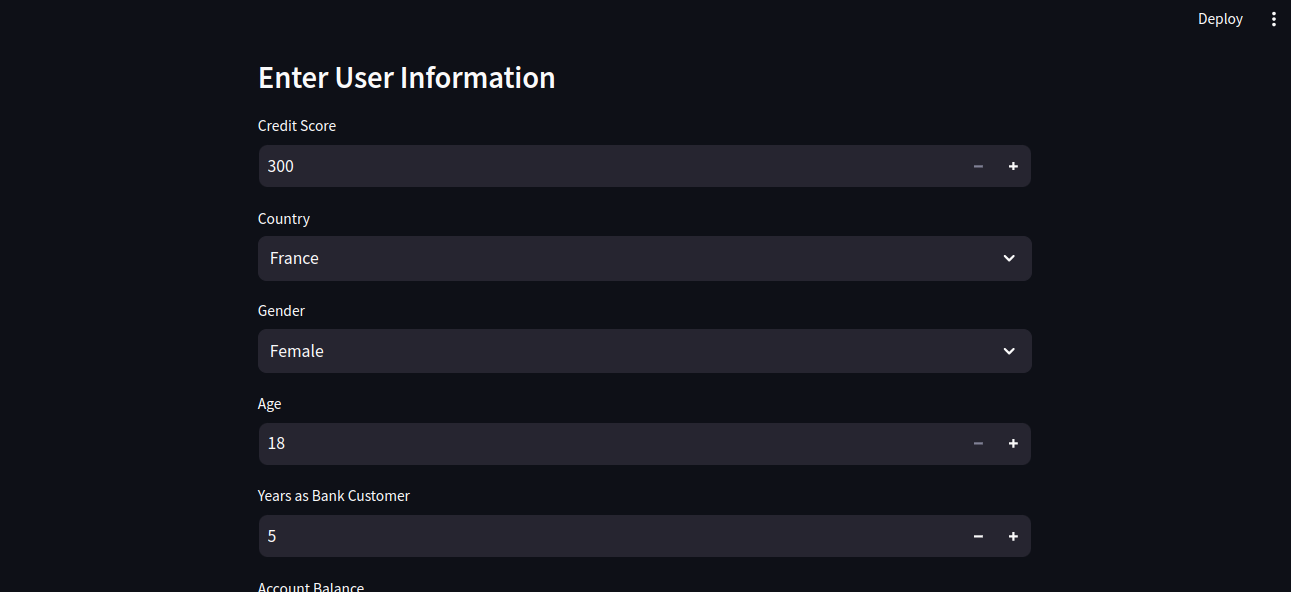 Deploy
Enter User Information
Credit Score
300
Country
France
Gender
Female
Age
18
Years as Bank Customer
5
Account Balance